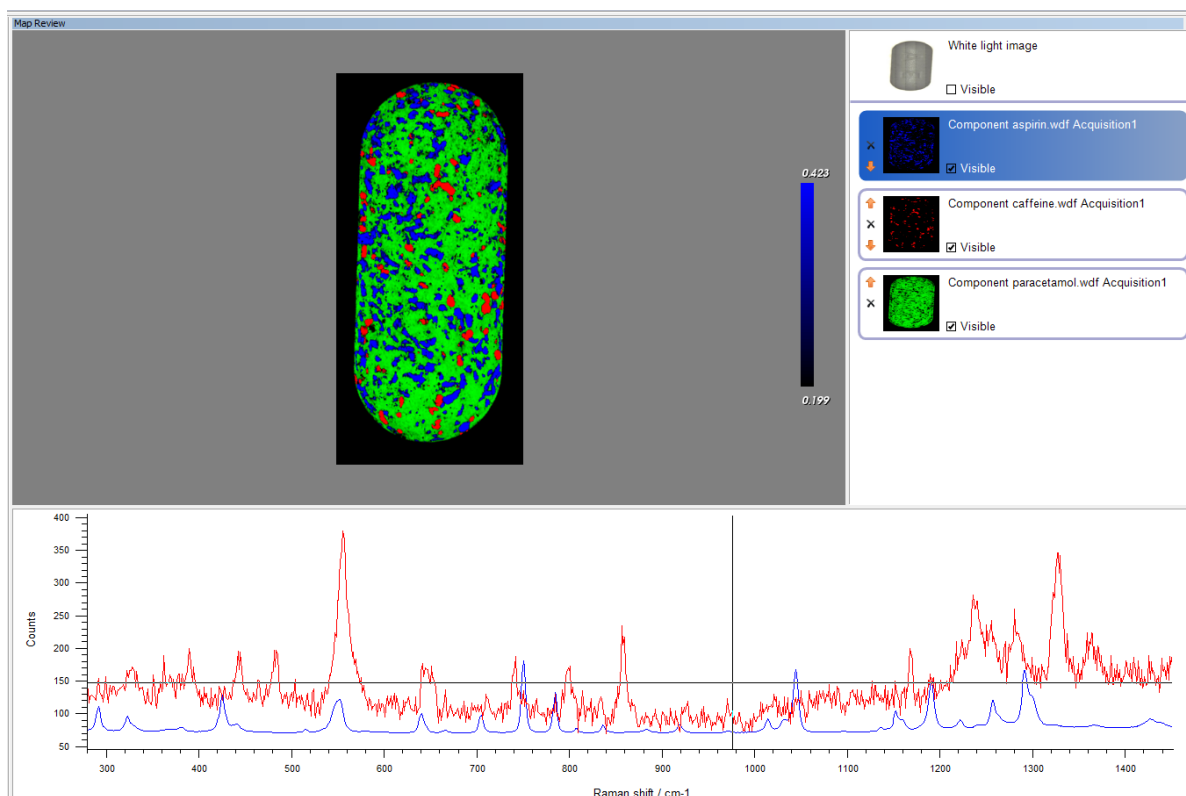 Map Review
White light image
Visible
Component aspirin.wdf Acquisition1
Visible
Component caffeine.wdf Acquisition1
Visible
Component paracetamol.wdf Acquisition1
Visible
0.423
0.199
400
350
300
250
200
150
100
50
Counts
300 400 500 600 700 800 900 1000 1100 1200 1300 1400
Raman shift / cm-1